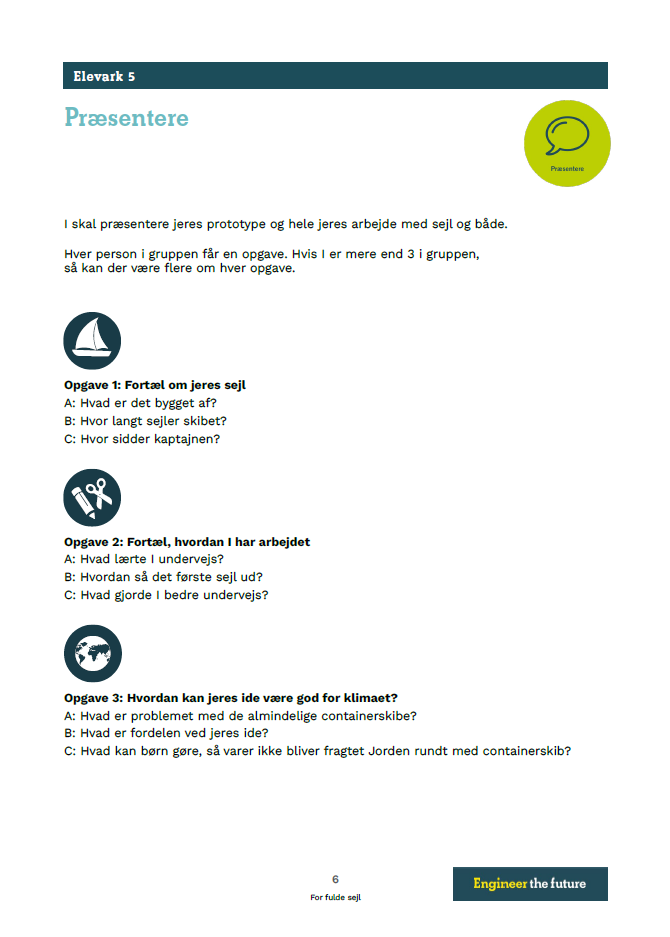 Elevark 5
Præsentere
Præsentere
I skal præsentere jeres prototype og hele jeres arbejde med sejl og både.
Hver person i gruppen får en opgave. Hvis I er mere end 3 i gruppen,
så kan der være flere om hver opgave.
Opgave 1: Fortæl om jeres sejl
A: Hvad er det bygget af?
B: Hvor langt sejler skibet?
C: Hvor sidder kaptajnen?
Opgave 2: Fortæl, hvordan I har arbejdet
A: Hvad lærte I undervejs?
B: Hvordan så det første sejl ud?
C: Hvad gjorde I bedre undervejs?
Opgave 3: Hvordan kan jeres ide være god for klimaet?
A: Hvad er problemet med de almindelige containerskibe?
B: Hvad er fordelen ved jeres ide?
C: Hvad kan børn gøre, så varer ikke bliver fragtet Jorden rundt med containerskib?
6
For fulde sejl
Engineer the future